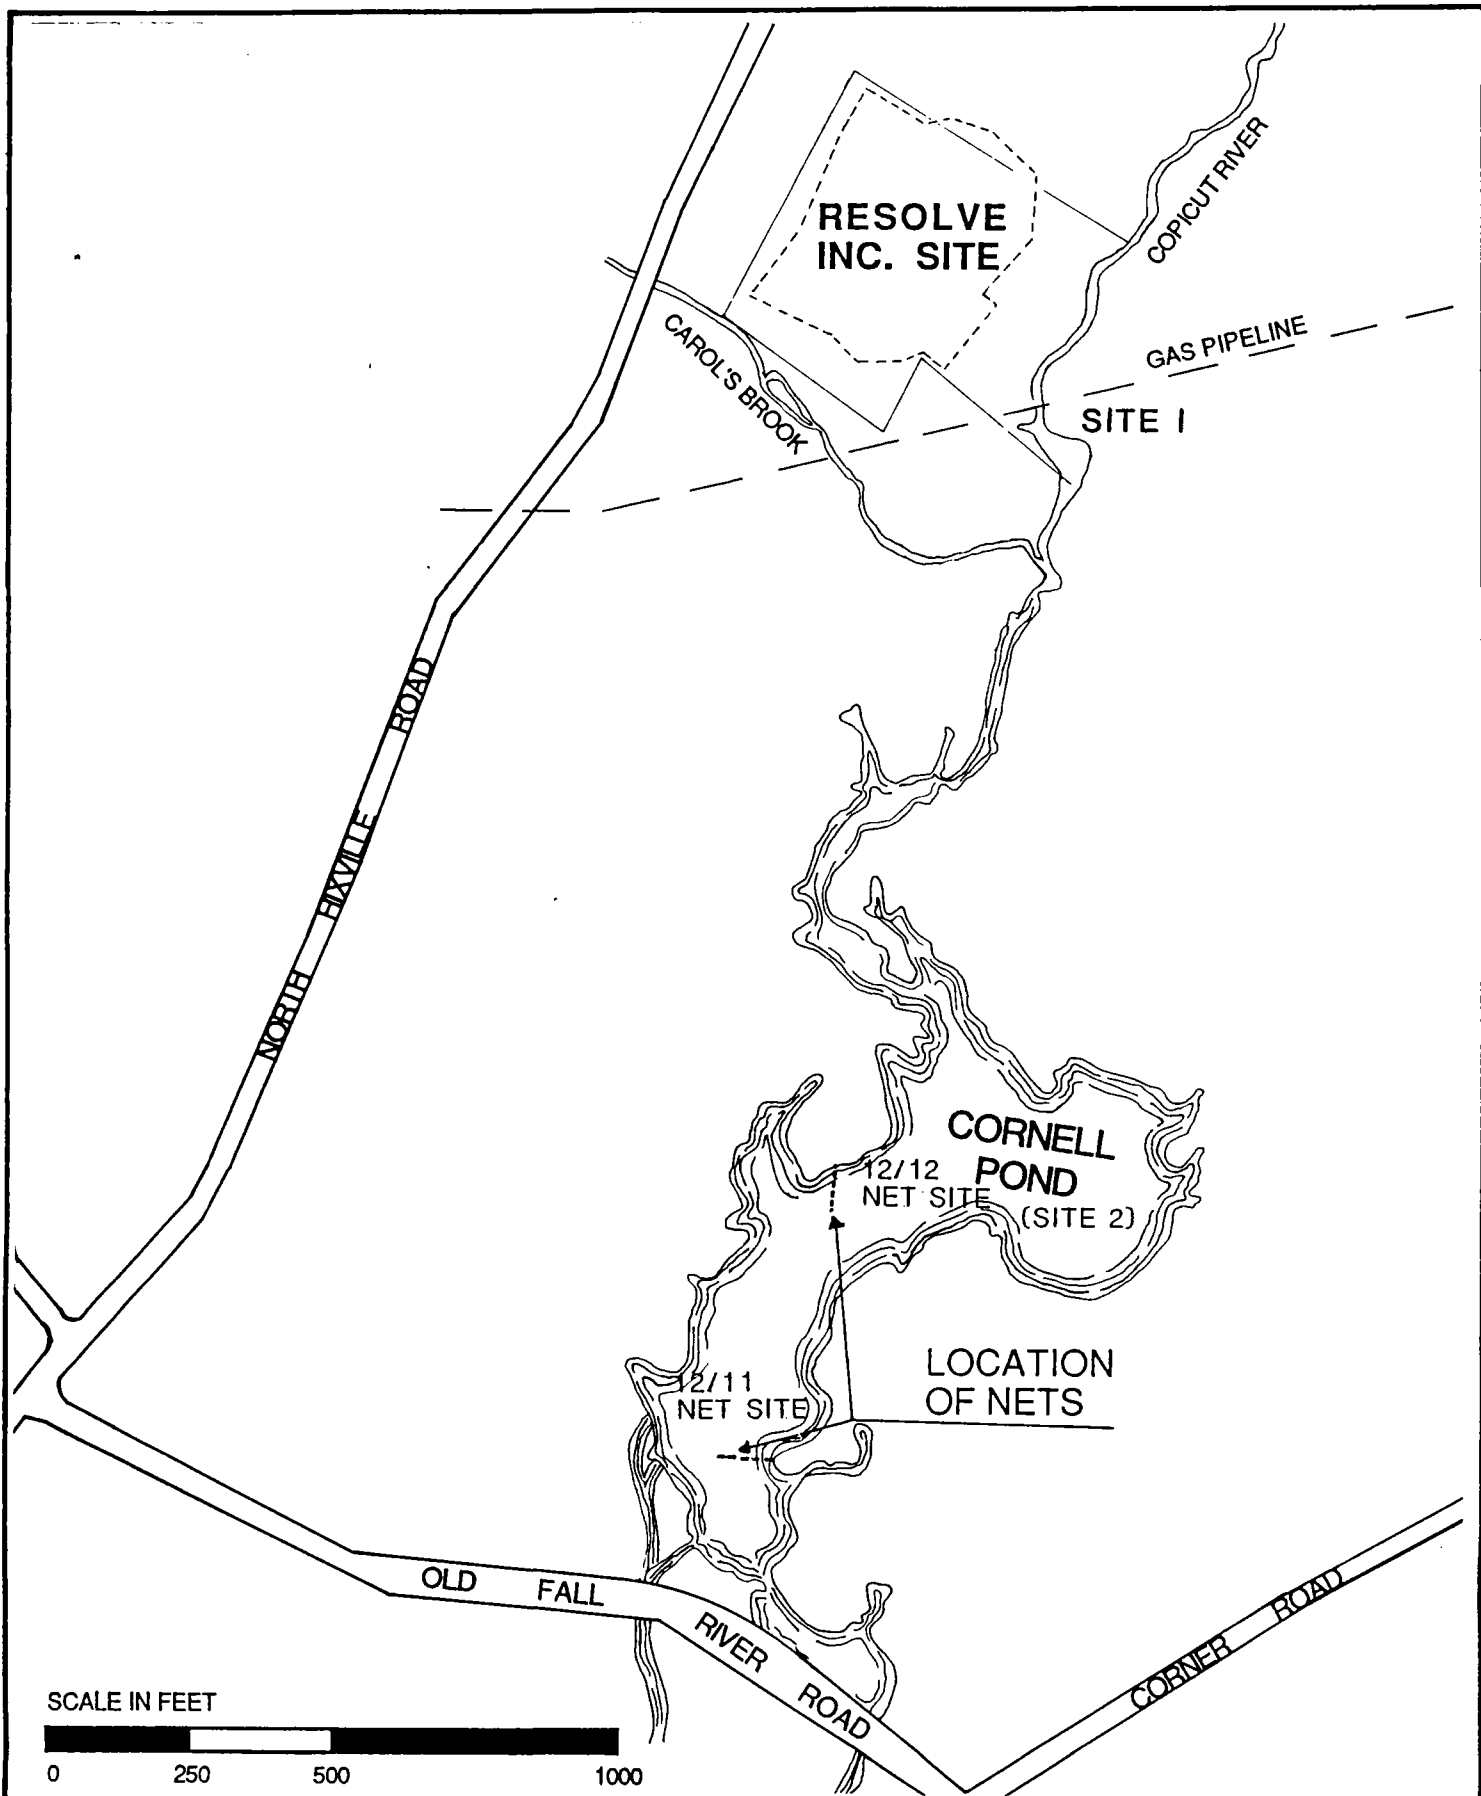 RESOLVE
INC. SITE
COPICUT RIVER
CAROL'S BROOK
GAS PIPELINE
SITE I
NORTH HIXVILLE ROAD
CORNELL
POND
(SITE 2)
12/12
NET SITE
LOCATION
OF NETS
12/11
NET SITE
OLD FALL RIVER ROAD
CORNER ROAD
SCALE IN FEET
0 250 500 1000